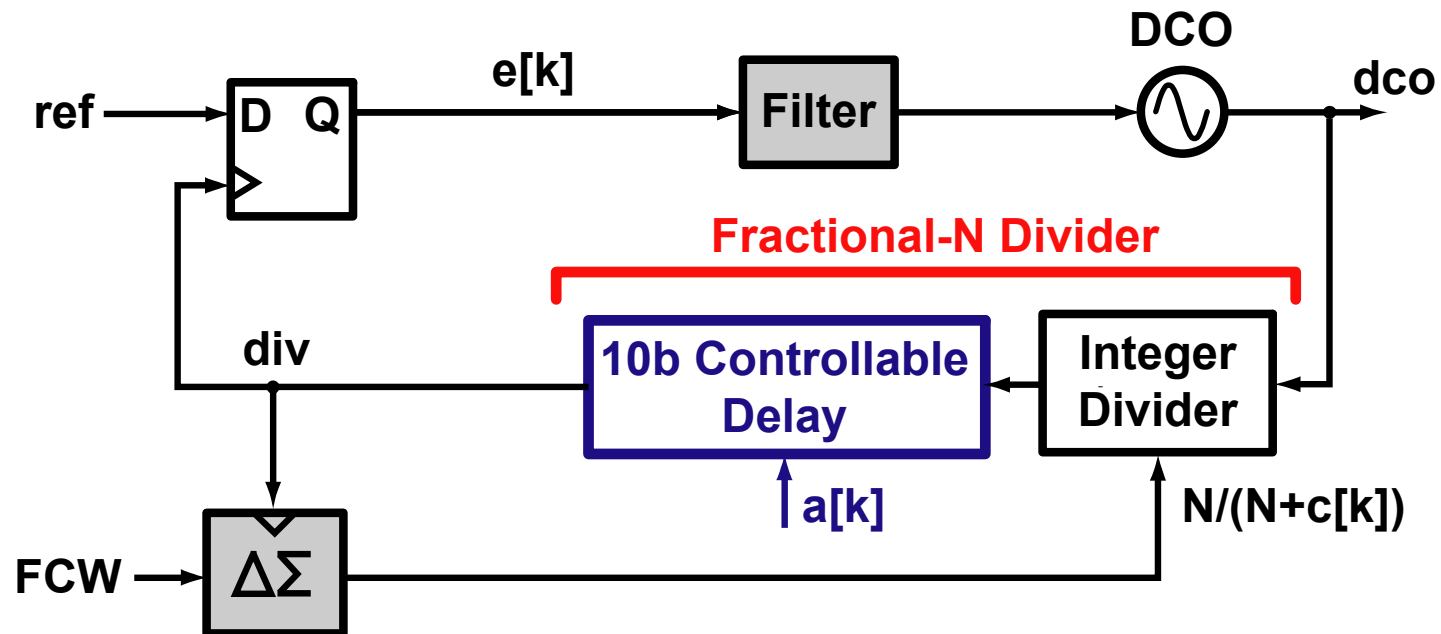 DCO
ref
D Q
e[k]
Filter
dco
Fractional-N Divider
div
10b Controllable
Delay
Integer
Divider
a[k]
N/(N+c[k])
FCW
ΔΣ